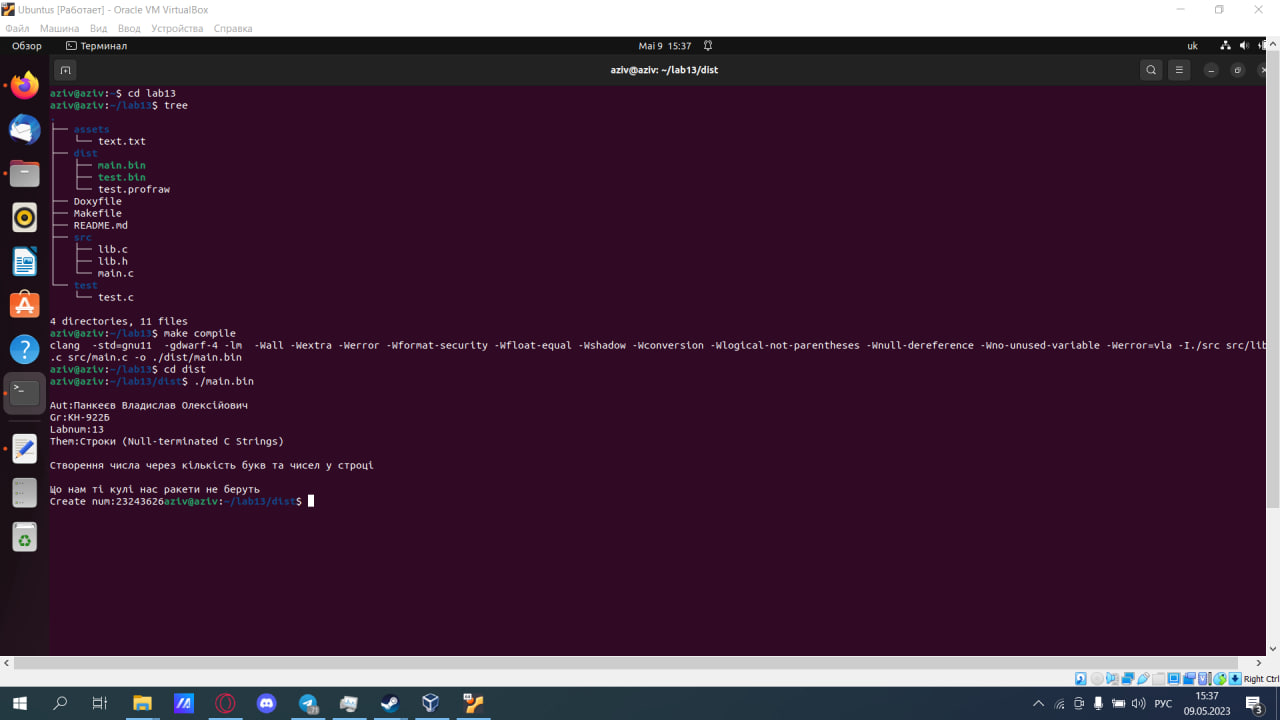 Ubuntus [Работает] - Oracle VM VirtualBox
Файл Машина Вид Ввод Устройства Справка
Обзор Терминал Mai 9 15:37 uk
aziv@aziv: ~/lab13/dist
aziv@aziv:~$ cd lab13
aziv@aziv:~/lab13$ tree
.
├── assets
│   └── text.txt
├── dist
│   ├── main.bin
│   ├── test.bin
│   └── test.profraw
├── Doxyfile
├── Makefile
├── README.md
├── src
│   ├── lib.c
│   ├── lib.h
│   └── main.c
└── test
    └── test.c
4 directories, 11 files
aziv@aziv:~/lab13$ make compile
clang -std=gnu11 -gdwarf-4 -lm -Wall -Wextra -Werror -Wformat-security -Wfloat-equal -Wshadow -Wconversion -Wlogical-not-parentheses -Wnull-dereference -Wno-unused-variable -Werror=vla -I./src src/lib
.c src/main.c -o ./dist/main.bin
aziv@aziv:~/lab13$ cd dist
aziv@aziv:~/lab13/dist$ ./main.bin
Aut:Панкеєв Владислав Олексійович
Gr:КН-922Б
Labnum:13
Them:Строки (Null-terminated C Strings)
Створення числа через кількість букв та чисел у строці
Що нам ті кулі нас ракети не беруть
Create num:23243626aziv@aziv:~/lab13/dist$
Right Ctrl
РУС
15:37
09.05.2023
3